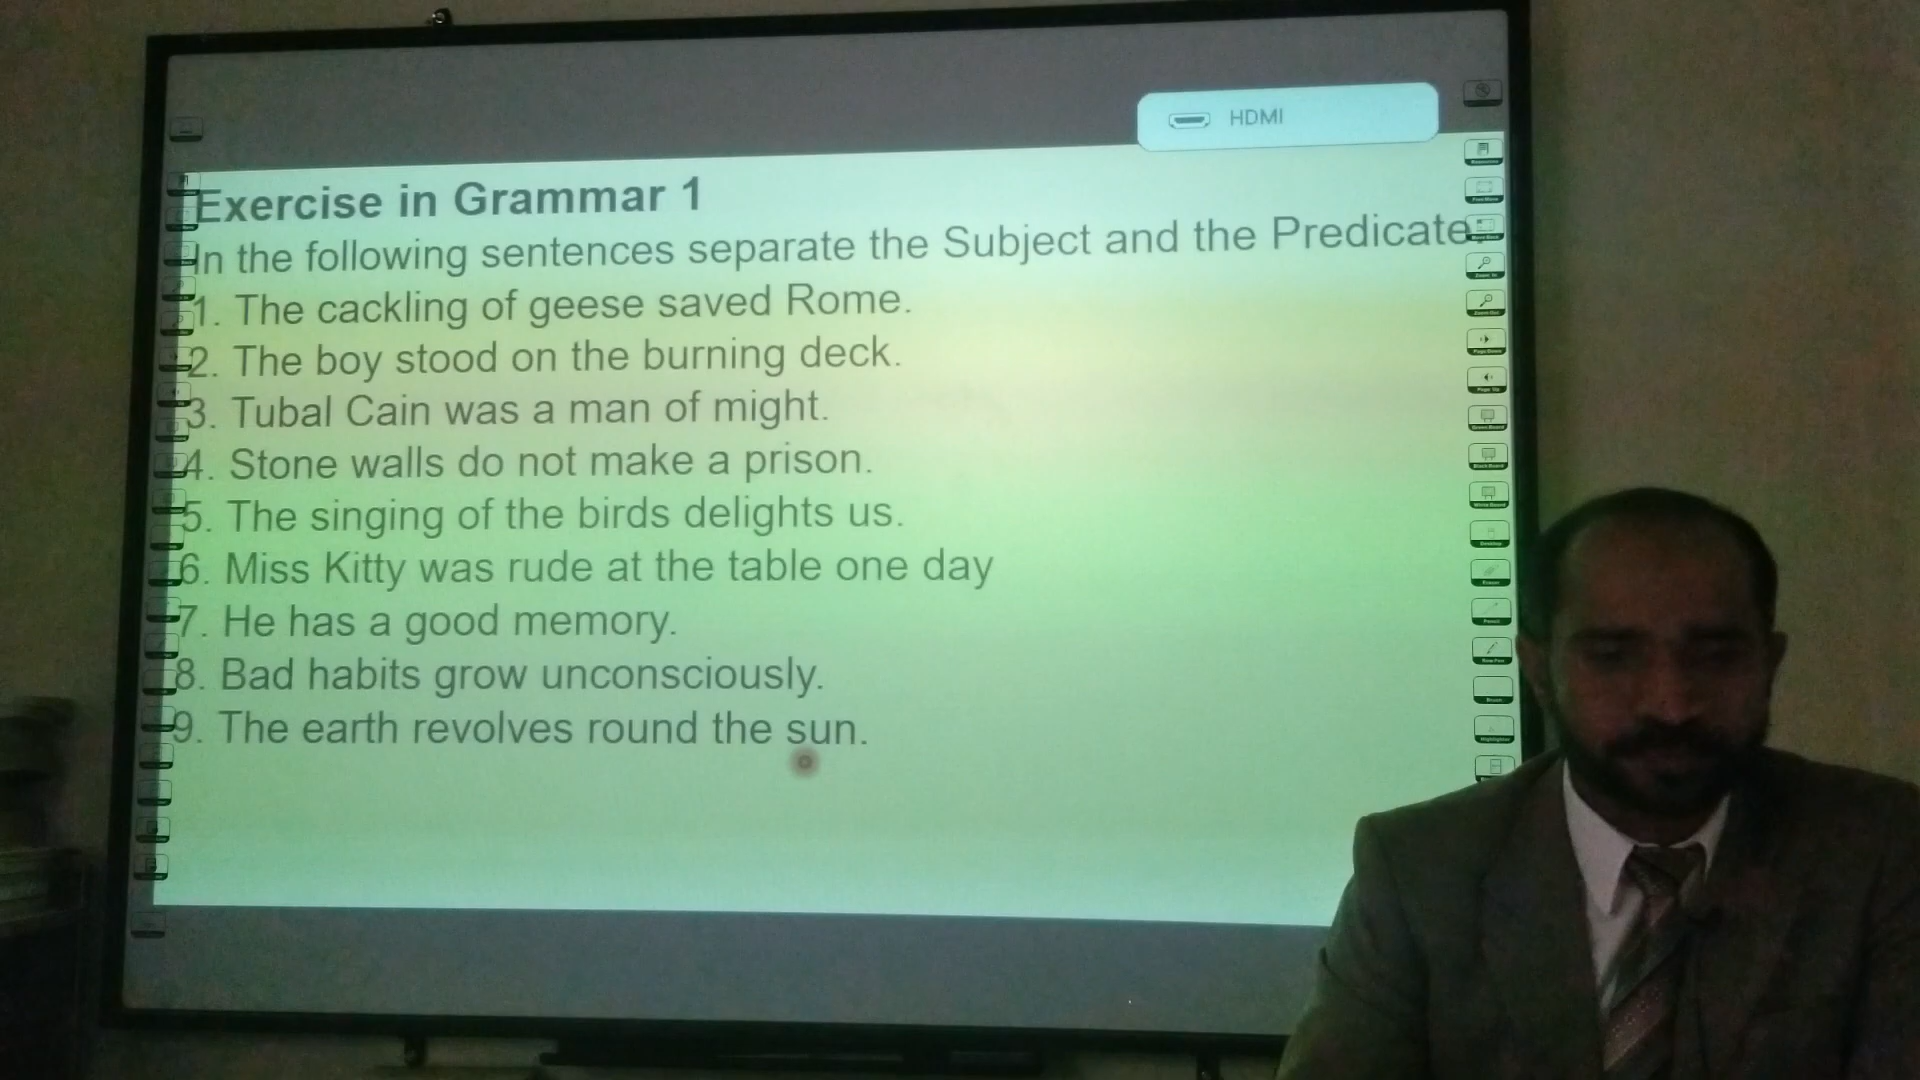 HDMI
Exercise in Grammar 1
In the following sentences separate the Subject and the Predicate
1. The cackling of geese saved Rome.
2. The boy stood on the burning deck.
3. Tubal Cain was a man of might.
4. Stone walls do not make a prison.
5. The singing of the birds delights us.
6. Miss Kitty was rude at the table one day
7. He has a good memory.
8. Bad habits grow unconsciously.
9. The earth revolves round the sun.